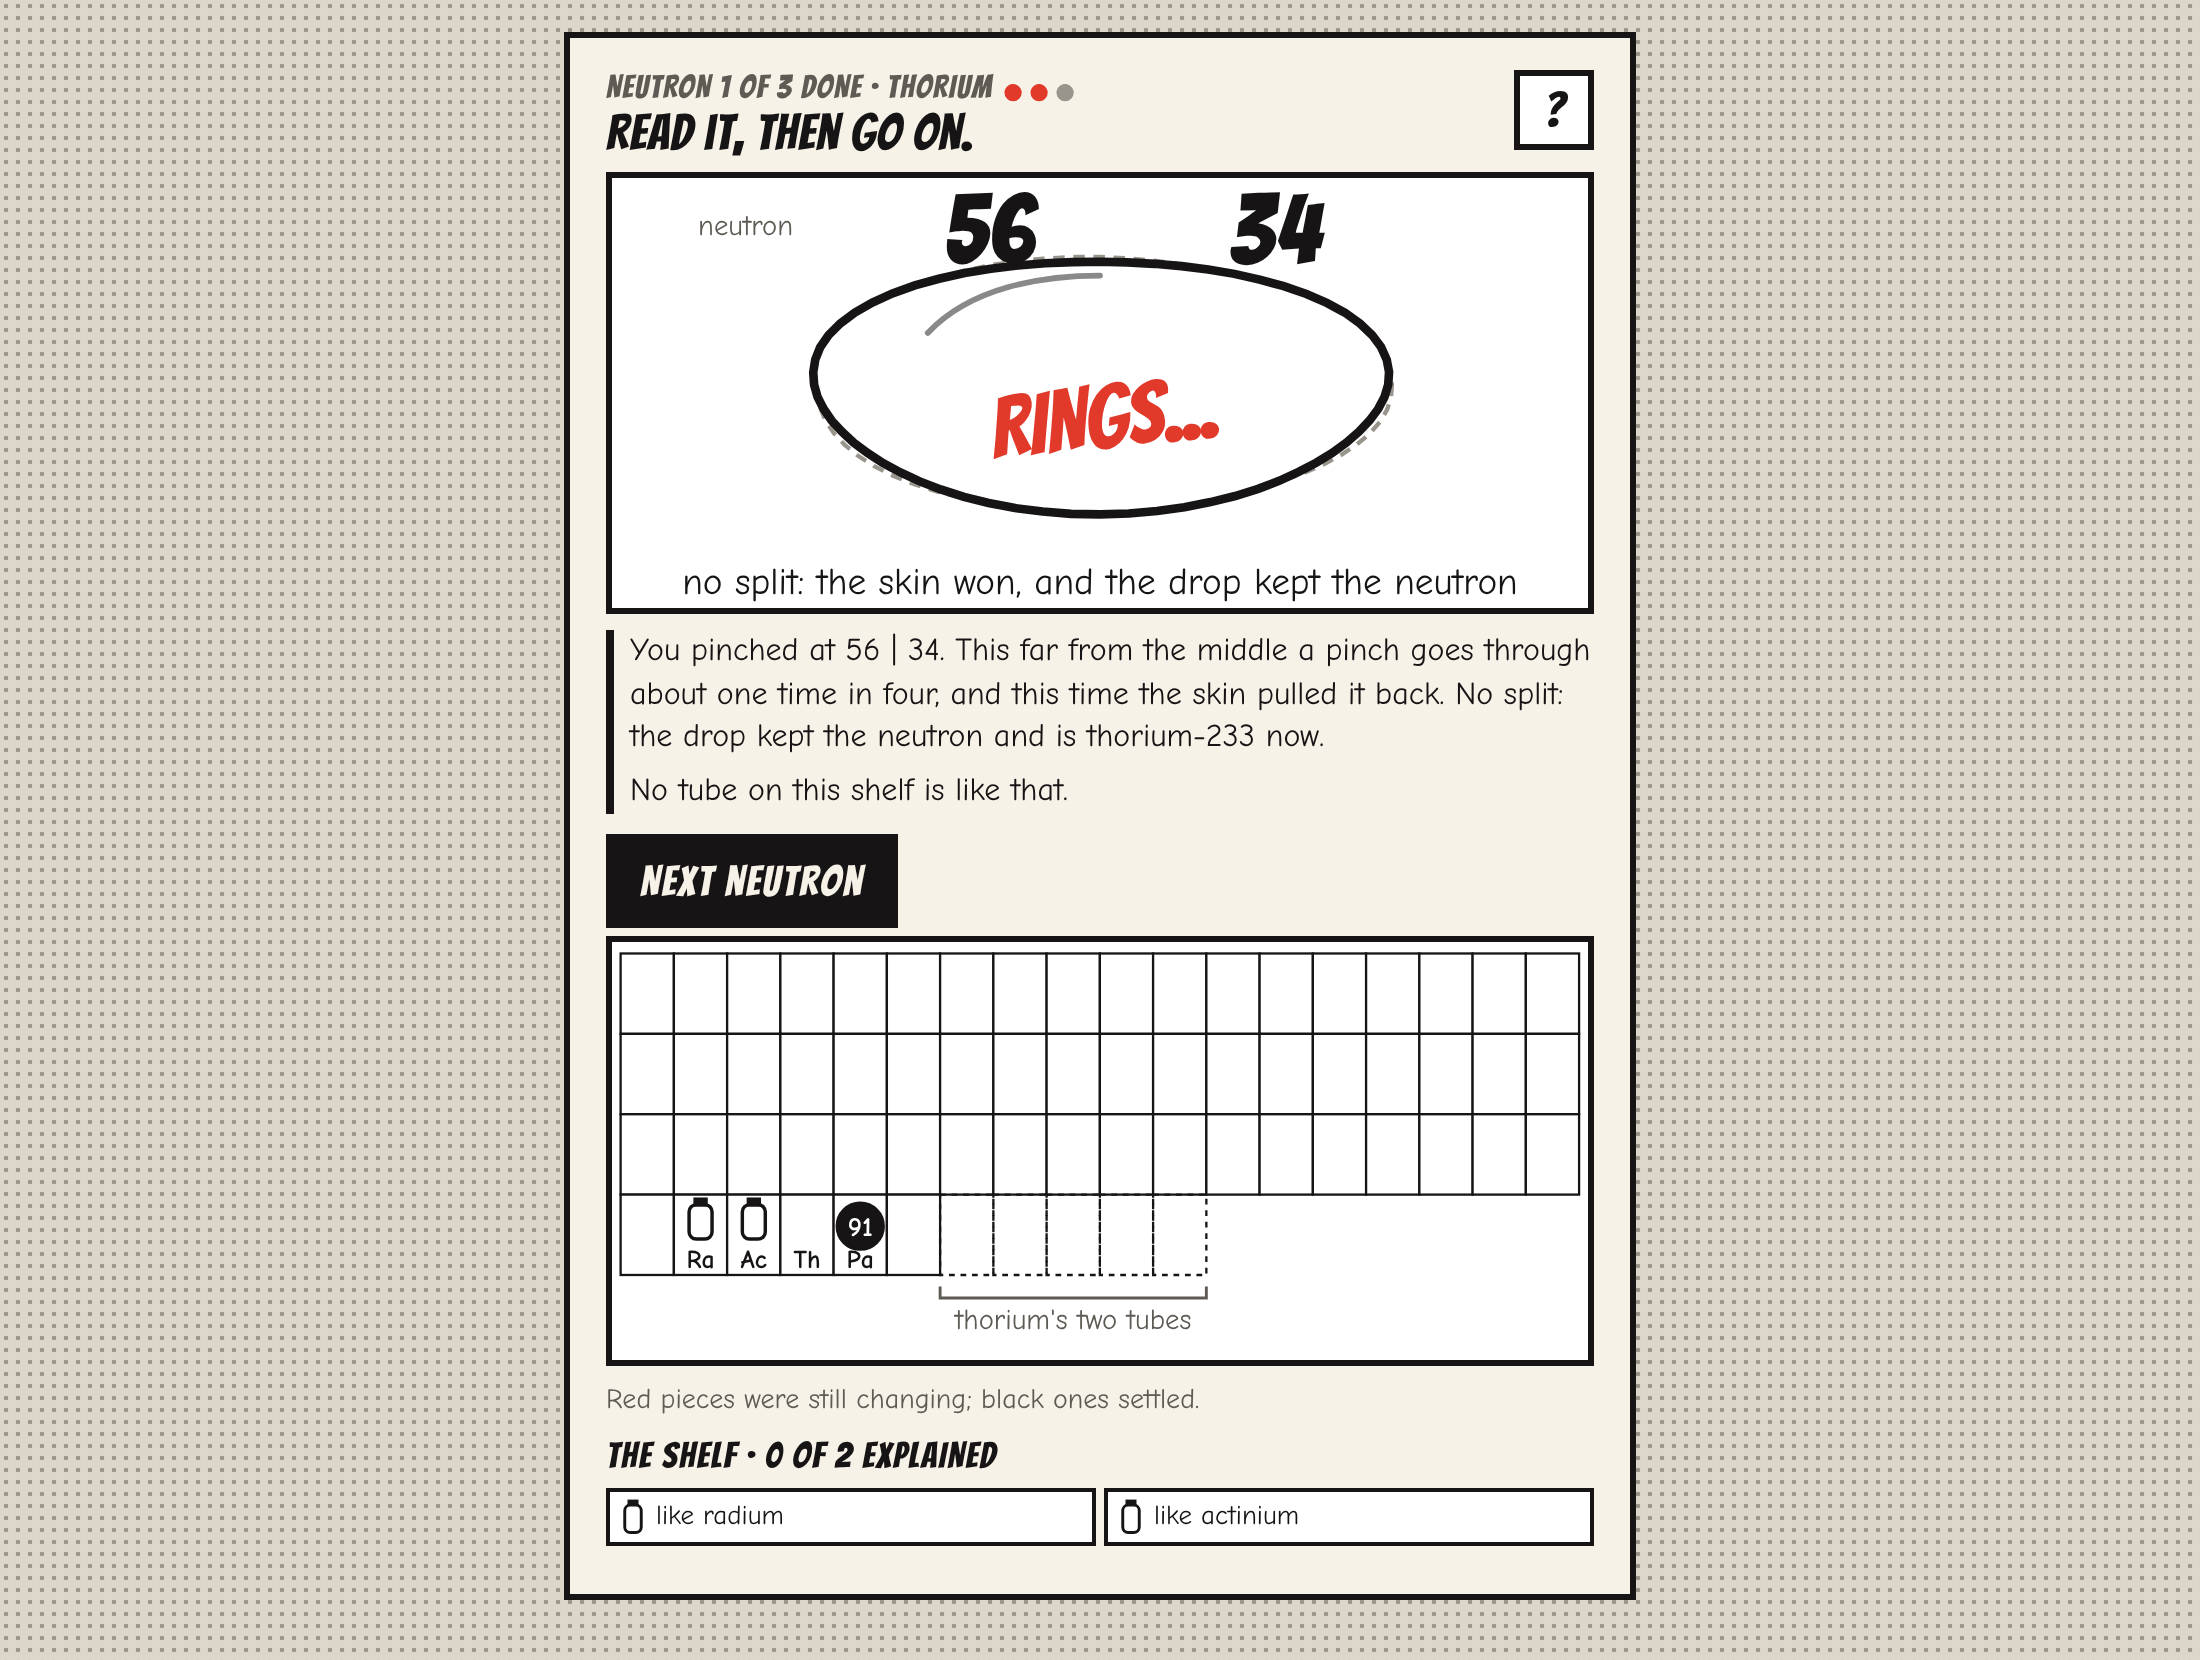 NEUTRON 1 OF 3 DONE · THORIUM
READ IT, THEN GO ON.
?
neutron
56 34
RINGS...
no split: the skin won, and the drop kept the neutron
You pinched at 56 | 34. This far from the middle a pinch goes through
about one time in four, and this time the skin pulled it back. No split:
the drop kept the neutron and is thorium-233 now.
No tube on this shelf is like that.
NEXT NEUTRON
91
Ra Ac Th Pa
thorium's two tubes
Red pieces were still changing; black ones settled.
THE SHELF · 0 OF 2 EXPLAINED
like radium
like actinium